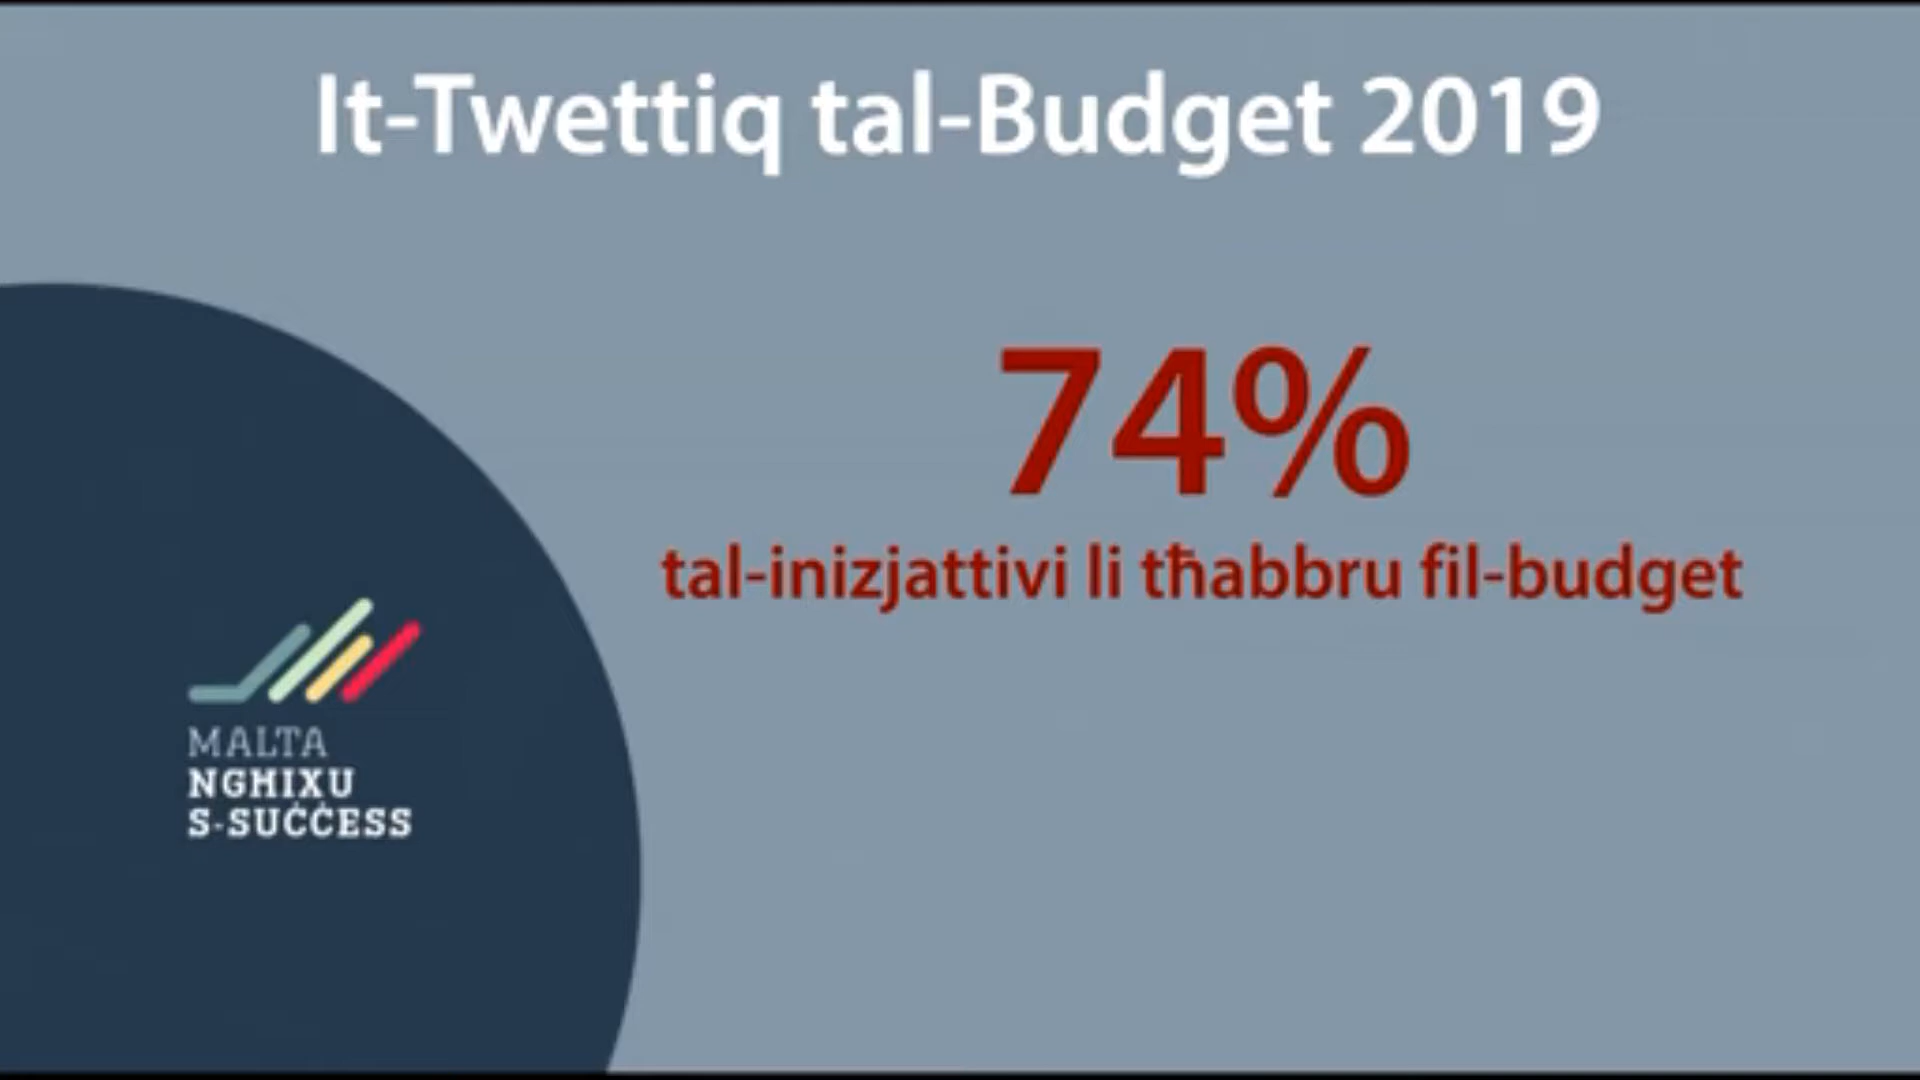 It-Twettiq tal-Budget 2019
74%
tal-inizjattivi li tħabbru fil-budget
MALTA
NGĦIXU
S-SUĊĊESS